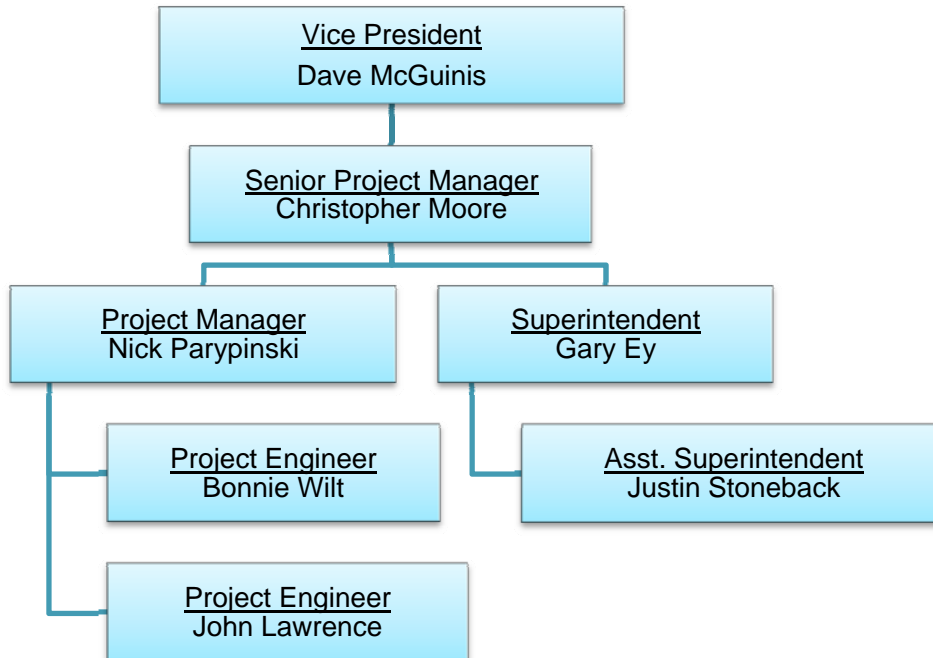 Vice President
Dave McGuinis
Senior Project Manager
Christopher Moore
Project Manager
Nick Parypinski
Superintendent
Gary Ey
Project Engineer
Bonnie Wilt
Asst. Superintendent
Justin Stoneback
Project Engineer
John Lawrence